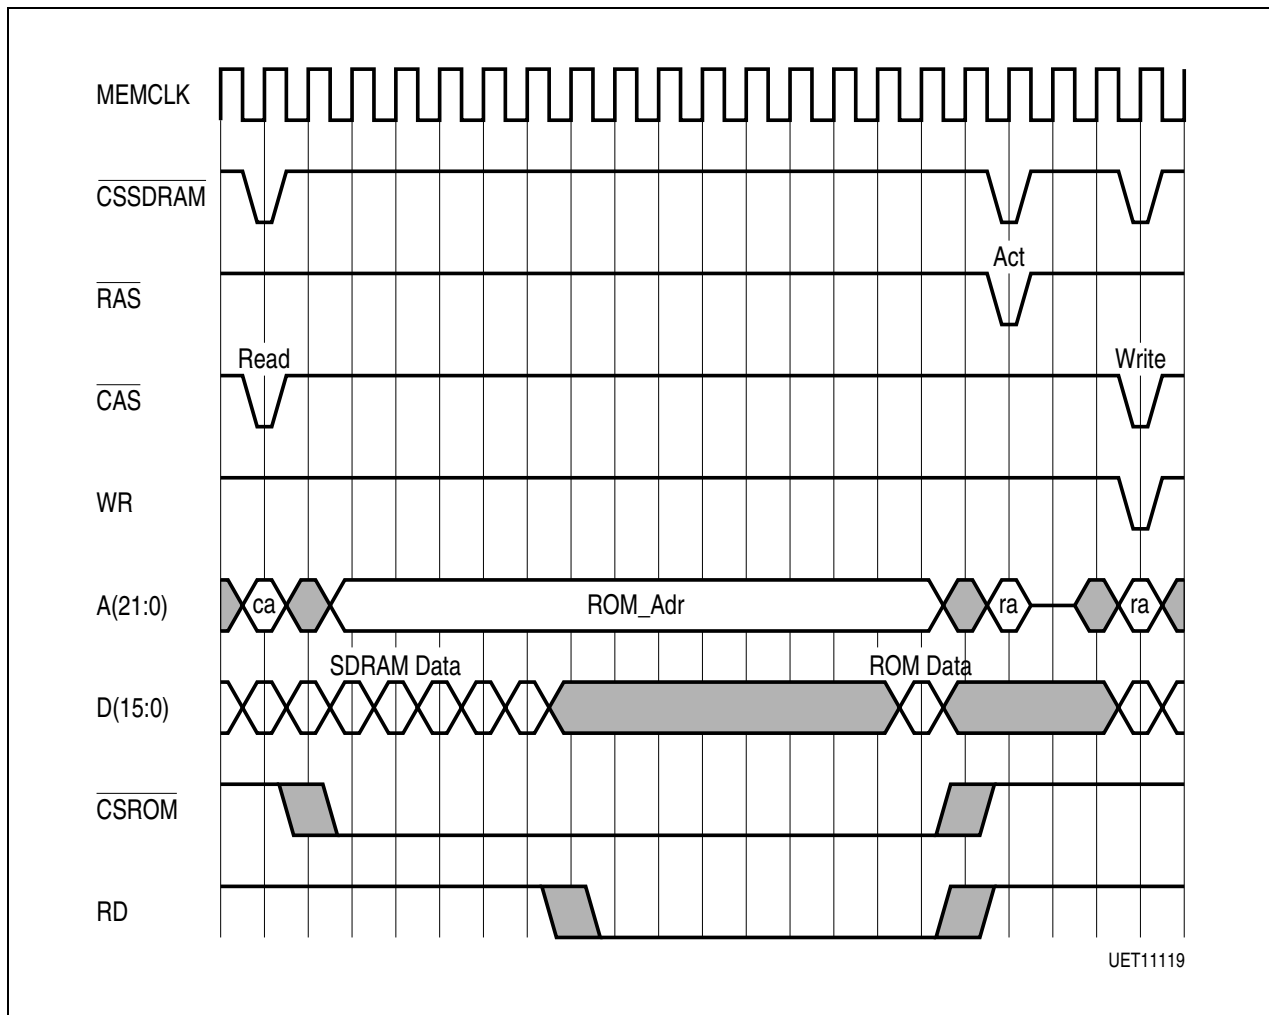 MEMCLK
CSSDRAM
Act
RAS
Read Write
CAS
WR
A(21:0) ca ROM_Adr ra ra
SDRAM Data ROM Data
D(15:0)
CSROM
RD
UET11119